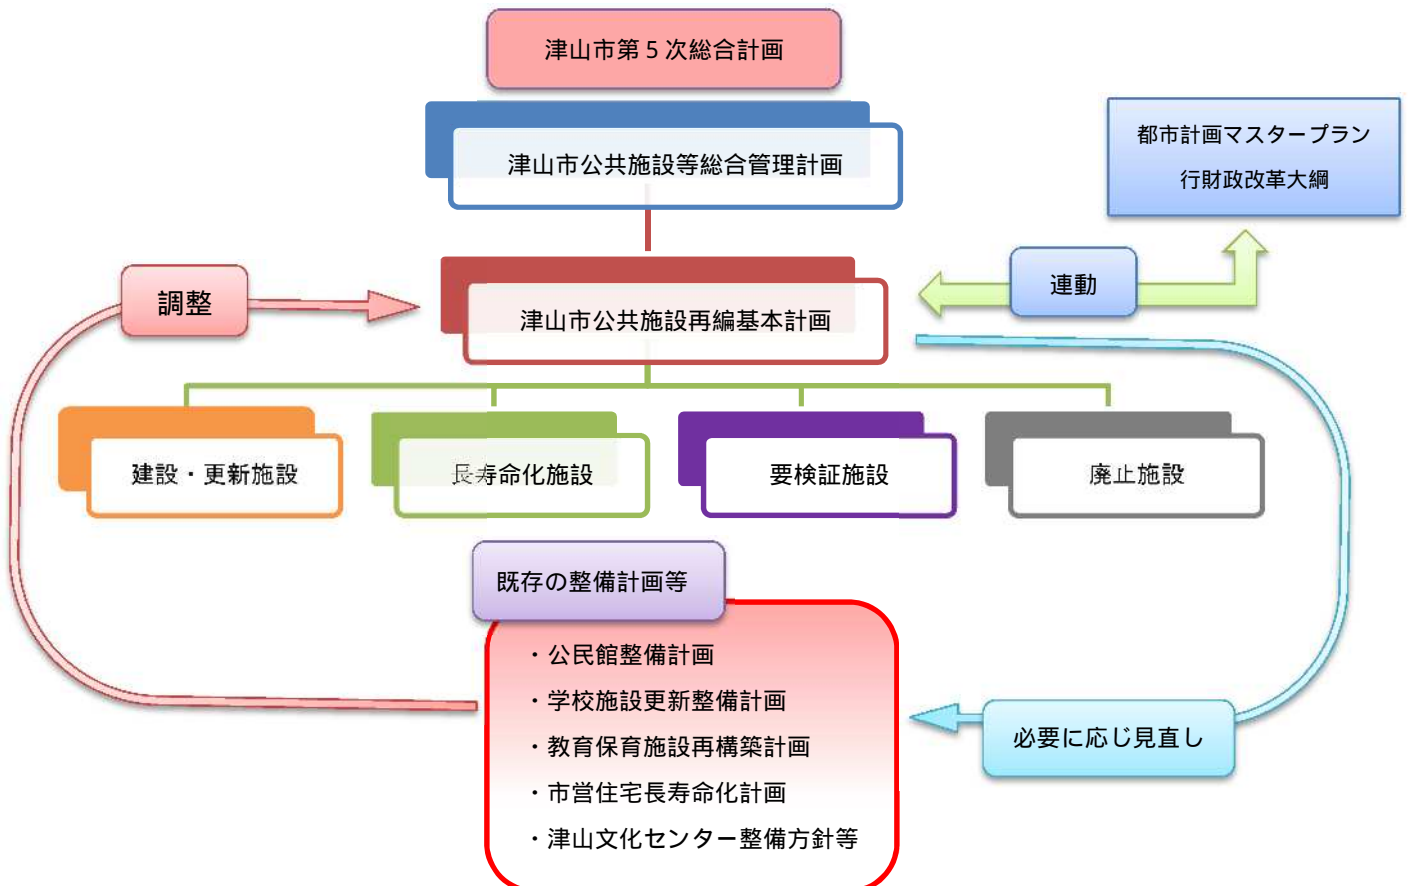 津山市第５次総合計画
津山市公共施設等総合管理計画
都市計画マスタープラン
行財政改革大綱
調整
連動
津山市公共施設再編基本計画
建設・更新施設
長寿命化施設
要検証施設
廃止施設
既存の整備計画等
・公民館整備計画
・学校施設更新整備計画
・教育保育施設再構築計画
・市営住宅長寿命化計画
・津山文化センター整備方針等
必要に応じ見直し